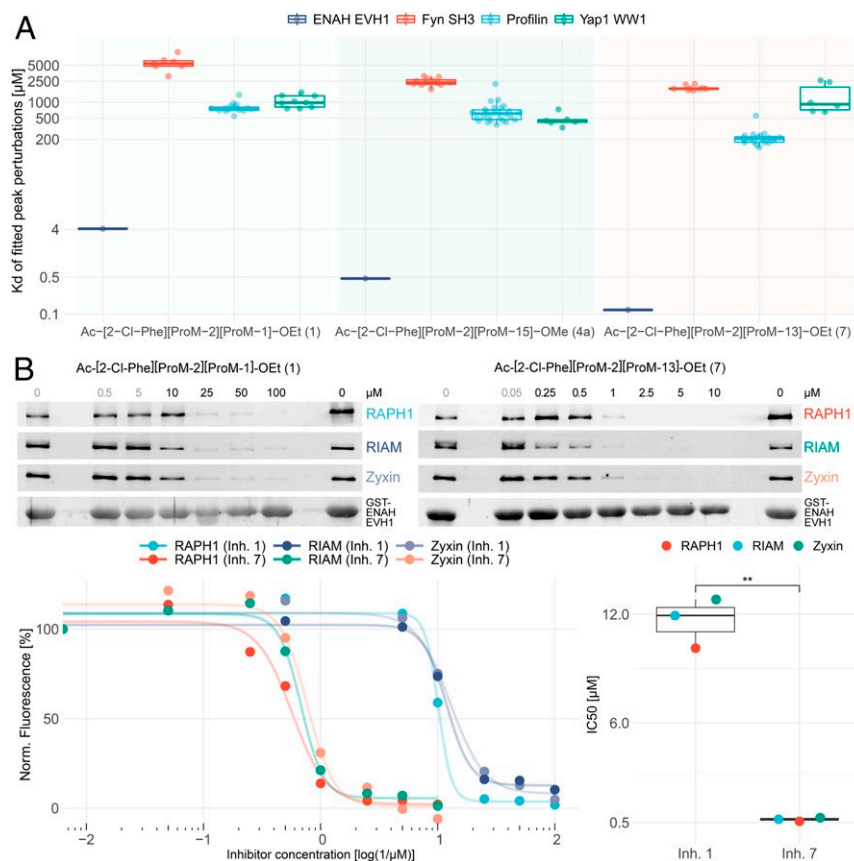 A
ENAH EVH1 Fyn SH3 Profilin Yap1 WW1
Kd of fitted peak perturbations [µM]
5000
2500
1000
500
200
4
0.5
0.1
Ac-[2-Cl-Phe][ProM-2][ProM-1]-OEt (1) Ac-[2-Cl-Phe][ProM-2][ProM-15]-OMe (4a) Ac-[2-Cl-Phe][ProM-2][ProM-13]-OEt (7)
B
Ac-[2-Cl-Phe][ProM-2][ProM-1]-OEt (1) Ac-[2-Cl-Phe][ProM-2][ProM-13]-OEt (7)
0 0.5 5 10 25 50 100 0 µM 0 0.05 0.25 0.5 1 2.5 5 10 0 µM
RAPH1 RAPH1
RIAM RIAM
Zyxin Zyxin
GST- GST-
ENAH ENAH
EVH1 EVH1
RAPH1 (Inh. 1) RIAM (Inh. 1) Zyxin (Inh. 1)
RAPH1 (Inh. 7) RIAM (Inh. 7) Zyxin (Inh. 7)
Norm. Fluorescence [%]
100
50
0
−2 −1 0 1 2
Inhibitor concentration [log(1/µM)]
RAPH1 RIAM Zyxin
**
IC50 [µM]
12.0
6.0
0.5
Inh. 1 Inh. 7